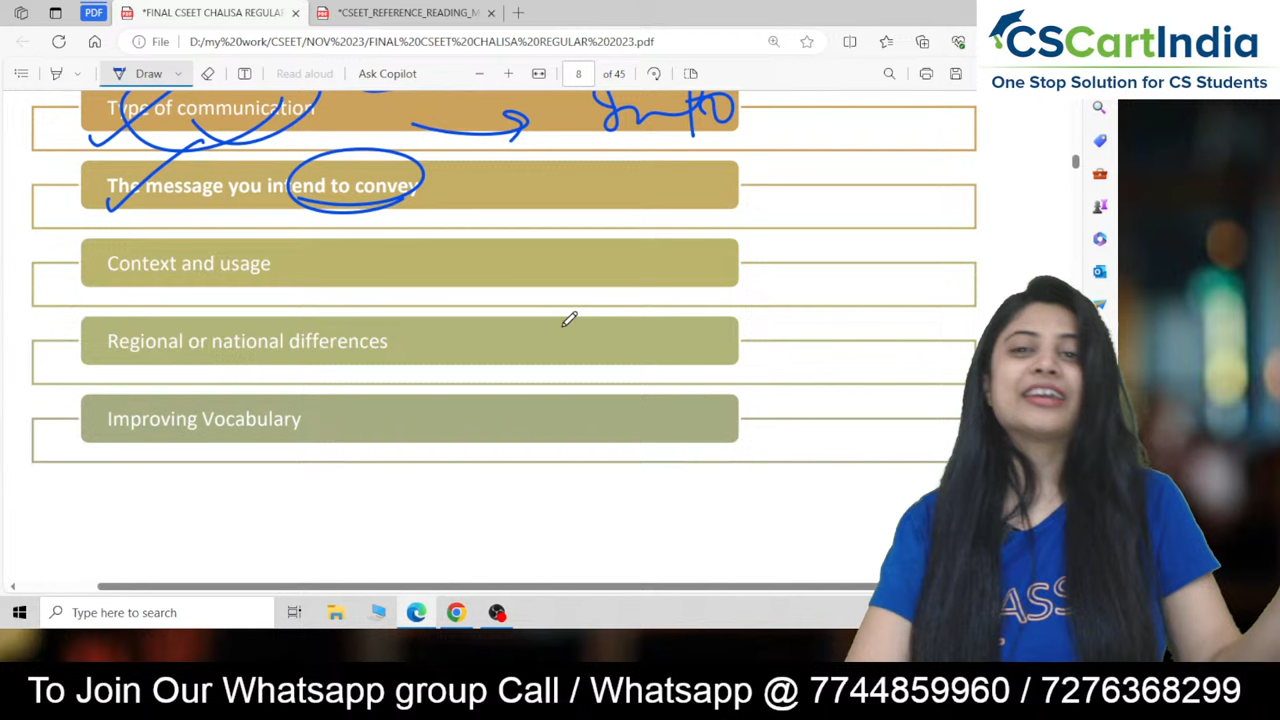 PDF
*FINAL CSEET CHALISA REGULAR
*CSEET_REFERENCE_READING_M
File
D:/my%20work/CSEET/NOV%202023/FINAL%20CSEET%20CHALISA%20REGULAR%202023.pdf
Draw
Read aloud
Ask Copilot
8
of 45
CSCartIndia
One Stop Solution for CS Students
Type of communication
The message you intend to convey
Context and usage
Regional or national differences
Improving Vocabulary
Type here to search
To Join Our Whatsapp group Call / Whatsapp @ 7744859960 / 7276368299